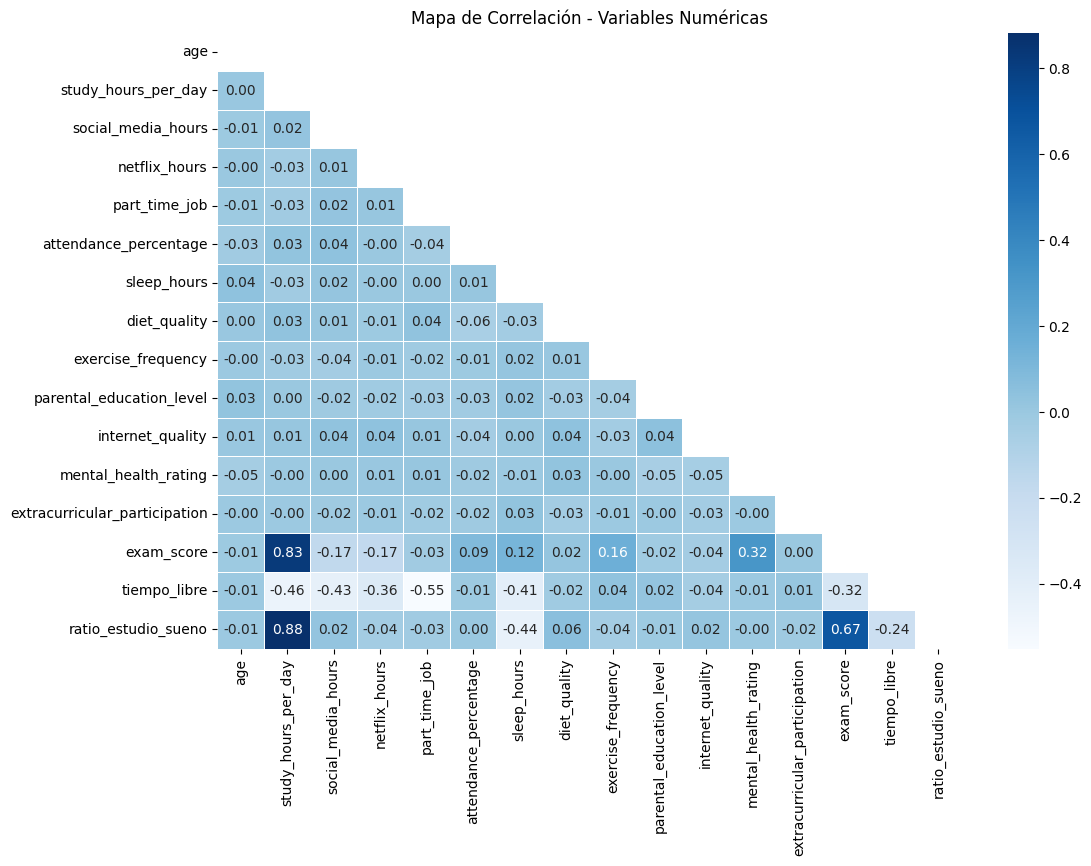 Mapa de Correlación - Variables Numéricas
age
study_hours_per_day 0.00
social_media_hours -0.01 0.02
netflix_hours -0.00 -0.03 0.01
part_time_job -0.01 -0.03 0.02 0.01
attendance_percentage -0.03 0.03 0.04 -0.00 -0.04
sleep_hours 0.04 -0.03 0.02 -0.00 0.00 0.01
diet_quality 0.00 0.03 0.01 -0.01 0.04 -0.06 -0.03
exercise_frequency -0.00 -0.03 -0.04 -0.01 -0.02 -0.01 0.02 0.01
parental_education_level 0.03 0.00 -0.02 -0.02 -0.03 -0.03 0.02 -0.03 -0.04
internet_quality 0.01 0.01 0.04 0.04 0.01 -0.04 0.00 0.04 -0.03 0.04
mental_health_rating -0.05 -0.00 0.00 0.01 0.01 -0.02 -0.01 0.03 -0.00 -0.05 -0.05
extracurricular_participation -0.00 -0.00 -0.02 -0.01 -0.02 -0.02 0.03 -0.03 -0.01 -0.00 -0.03 -0.00
exam_score -0.01 0.83 -0.17 -0.17 -0.03 0.09 0.12 0.02 0.16 -0.02 -0.04 0.32 0.00
tiempo_libre -0.01 -0.46 -0.43 -0.36 -0.55 -0.01 -0.41 -0.02 0.04 0.02 -0.04 -0.01 0.01 -0.32
ratio_estudio_sueno -0.01 0.88 0.02 -0.04 -0.03 0.00 -0.44 0.06 -0.04 -0.01 0.02 -0.00 -0.02 0.67 -0.24
age
study_hours_per_day
social_media_hours
netflix_hours
part_time_job
attendance_percentage
sleep_hours
diet_quality
exercise_frequency
parental_education_level
internet_quality
mental_health_rating
extracurricular_participation
exam_score
tiempo_libre
ratio_estudio_sueno
0.8
0.6
0.4
0.2
0.0
−0.2
−0.4